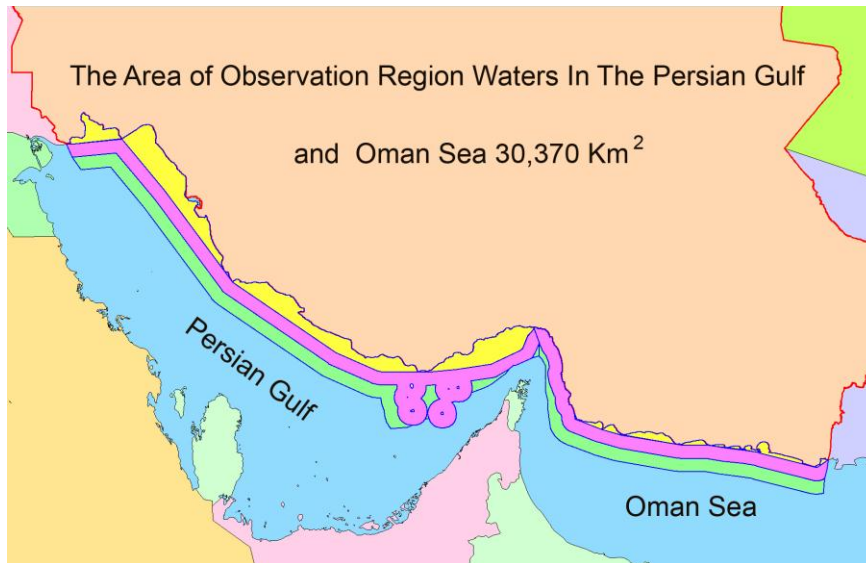 The Area of Observation Region Waters In The Persian Gulf
and Oman Sea 30,370 Km²
Persian Gulf
Oman Sea